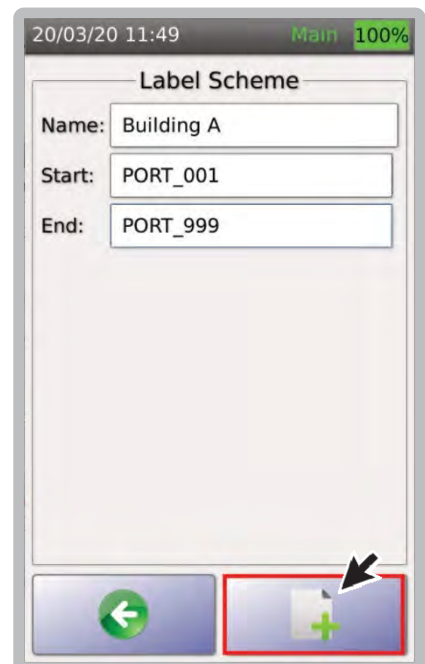 20/03/20 11:49 Main 100%
Label Scheme
Name: Building A
Start: PORT_001
End: PORT_999